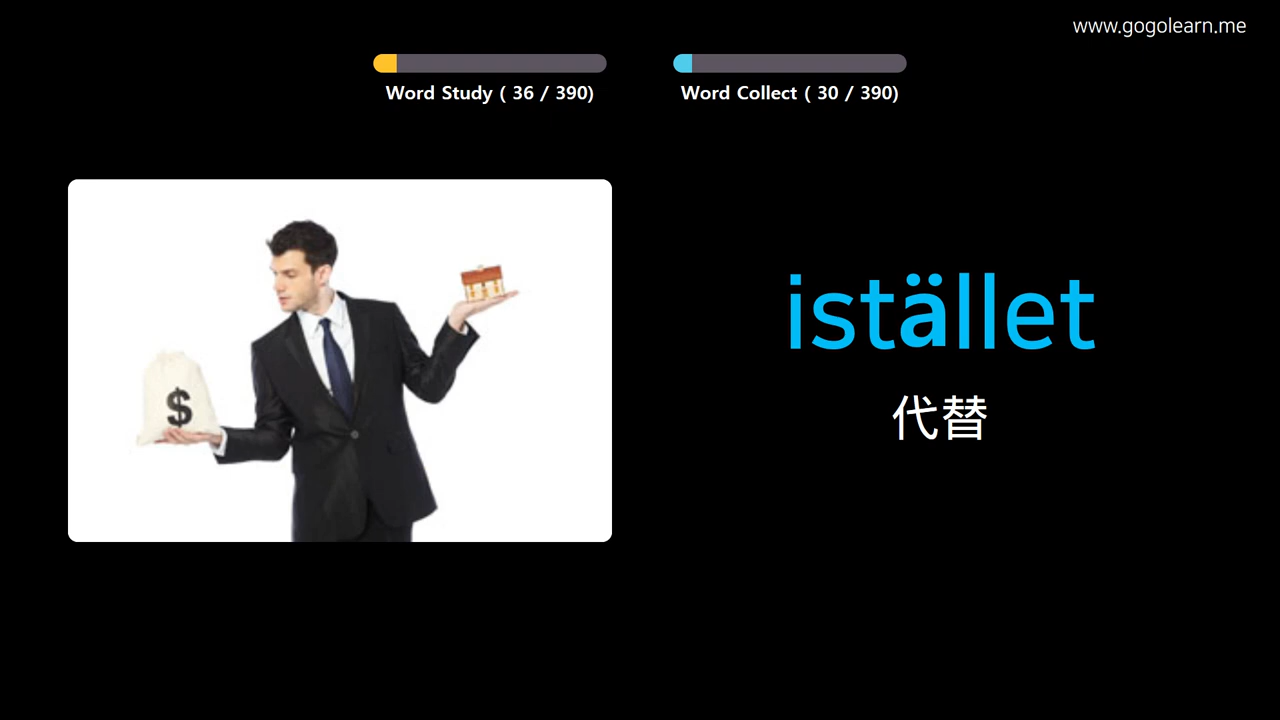 www.gogolearn.me
Word Study ( 36 / 390)
Word Collect ( 30 / 390)
$
istället
代替